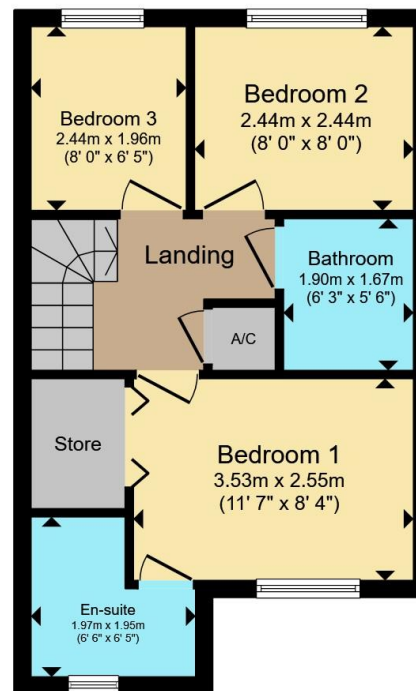 Bedroom 3
2.44m x 1.96m
(8' 0" x 6' 5")
Bedroom 2
2.44m x 2.44m
(8' 0" x 8' 0")
Landing
Bathroom
1.90m x 1.67m
(6' 3" x 5' 6")
A/C
Store
Bedroom 1
3.53m x 2.55m
(11' 7" x 8' 4")
En-suite
1.97m x 1.95m
(6' 6" x 6' 5")